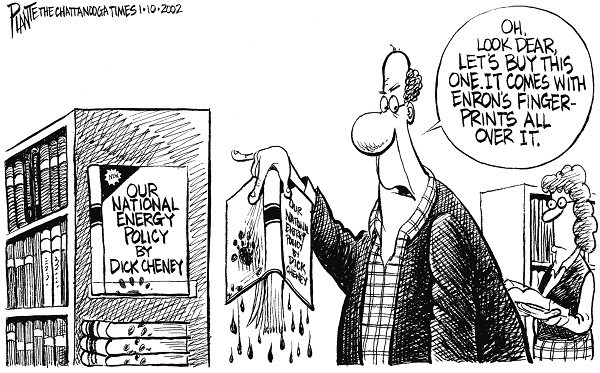 PLANTE THE CHATTANOOGA TIMES 1•10•2002
OH,
LOOK DEAR,
LET'S BUY THIS
ONE. IT COMES WITH
ENRON'S FINGER-
PRINTS ALL
OVER IT.
NEW
OUR
NATIONAL
ENERGY
POLICY
BY
DICK CHENEY
OUR
NATIONAL
ENERGY
POLICY
BY
DICK
CHENEY